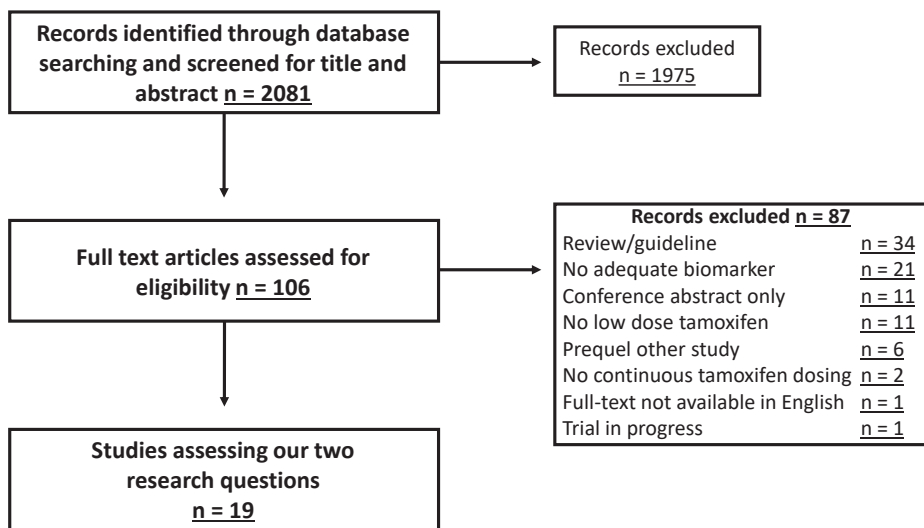 Records identified through database
searching and screened for title and
abstract n = 2081
Records excluded
n = 1975
Full text articles assessed for
eligibility n = 106
Records excluded n = 87
Review/guideline n = 34
No adequate biomarker n = 21
Conference abstract only n = 11
No low dose tamoxifen n = 11
Prequel other study n = 6
No continuous tamoxifen dosing n = 2
Full-text not available in English n = 1
Trial in progress n = 1
Studies assessing our two
research questions
n = 19